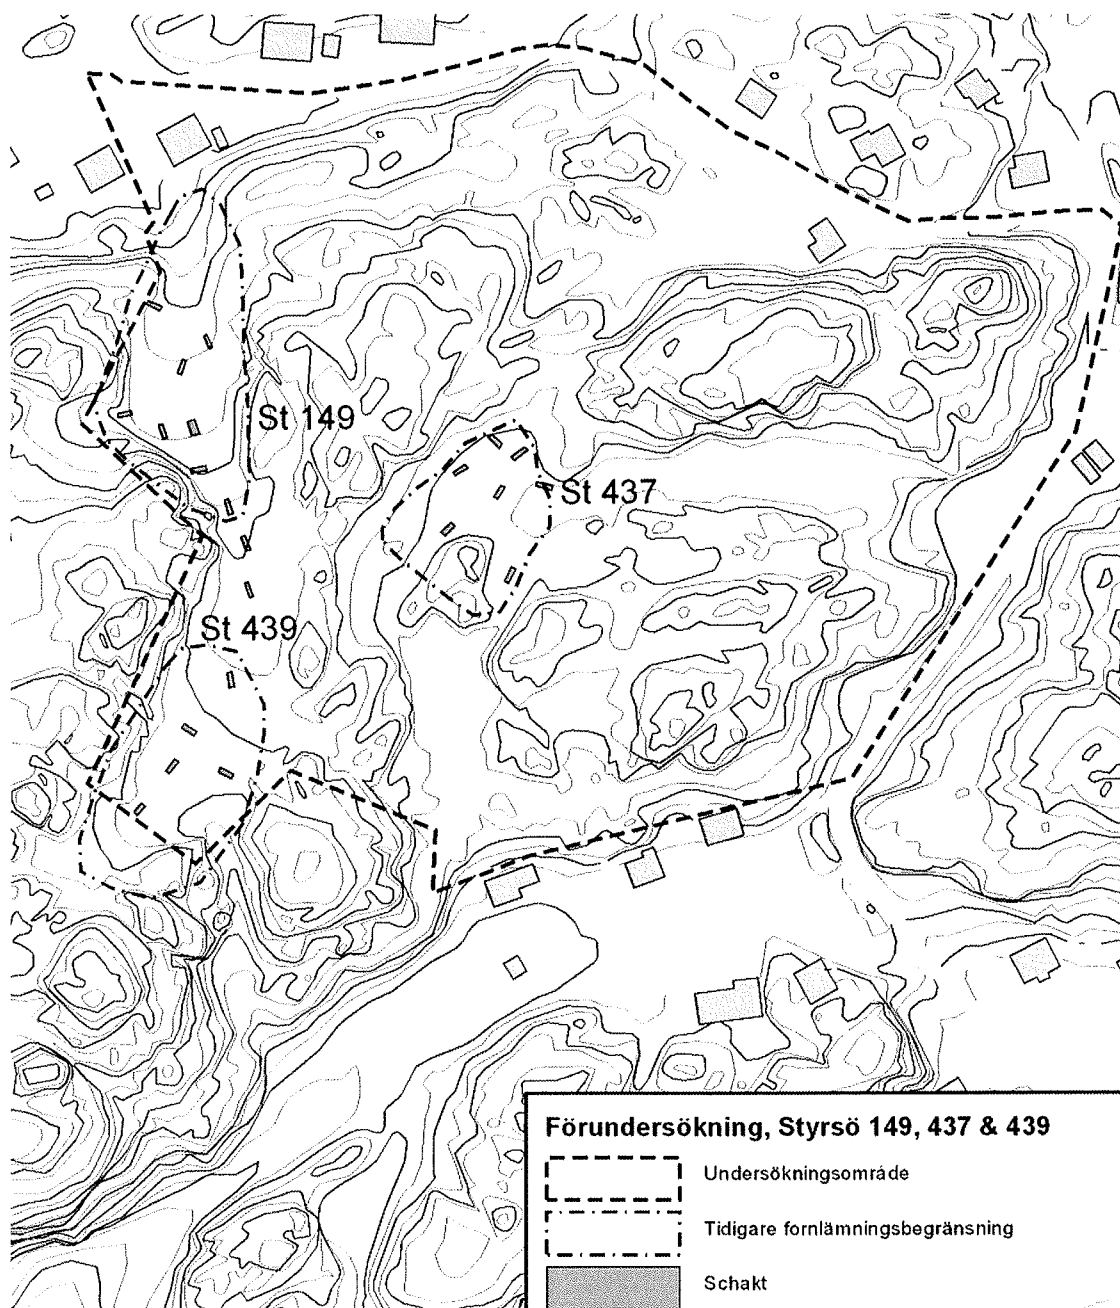 St 149
St 437
St 439
Förundersökning, Styrsö 149, 437 & 439
Undersökningsområde
Tidigare fornlämningsbegränsning
Schakt